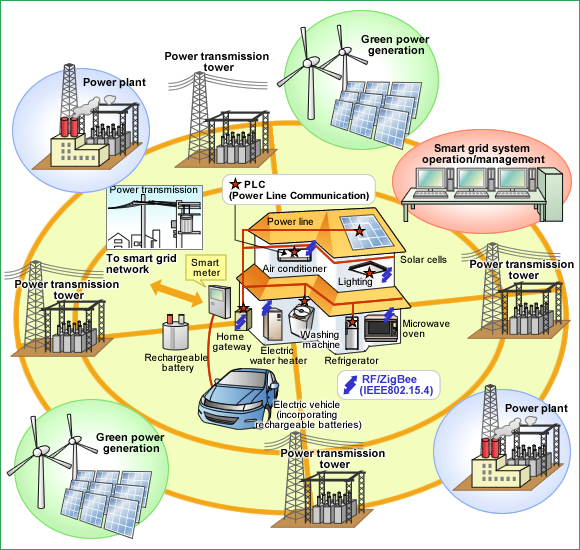 Green power
generation
Power transmission
tower
Power plant
Smart grid system
operation/management
PLC
(Power Line Communication)
Power transmission
Power line
To smart grid
network
Smart
meter
Air conditioner
Solar cells
Lighting
Power transmission
tower
Power transmission
tower
Rechargeable
battery
Home
gateway
Electric
water heater
Washing
machine
Refrigerator
Microwave
oven
RF/ZigBee
(IEEE802.15.4)
Electric vehicle
(incorporating
rechargeable batteries)
Power plant
Green power
generation
Power transmission
tower